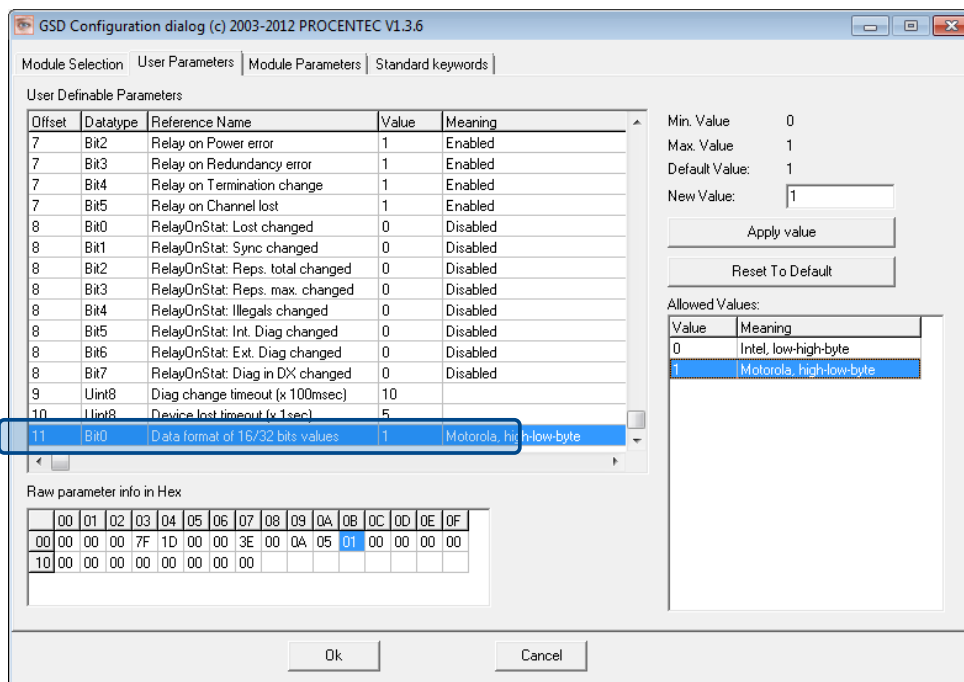 GSD Configuration dialog (c) 2003-2012 PROCENTEC V1.3.6
Module Selection User Parameters Module Parameters Standard keywords
User Definable Parameters
Offset Datatype Reference Name Value Meaning
7 Bit2 Relay on Power error 1 Enabled
7 Bit3 Relay on Redundancy error 1 Enabled
7 Bit4 Relay on Termination change 1 Enabled
7 Bit5 Relay on Channel lost 1 Enabled
8 Bit0 RelayOnStat: Lost changed 0 Disabled
8 Bit1 RelayOnStat: Sync changed 0 Disabled
8 Bit2 RelayOnStat: Reps. total changed 0 Disabled
8 Bit3 RelayOnStat: Reps. max. changed 0 Disabled
8 Bit4 RelayOnStat: Illegals changed 0 Disabled
8 Bit5 RelayOnStat: Int. Diag changed 0 Disabled
8 Bit6 RelayOnStat: Ext. Diag changed 0 Disabled
8 Bit7 RelayOnStat: Diag in DX changed 0 Disabled
9 Uint8 Diag change timeout (x 100msec) 10
10 Uint8 Device lost timeout (x 1sec) 5
11 Bit0 Data format of 16/32 bits values 1 Motorola, high-low-byte
Min. Value 0
Max. Value 1
Default Value: 1
New Value: 1
Apply value
Reset To Default
Allowed Values:
Value Meaning
0 Intel, low-high-byte
1 Motorola, high-low-byte
Raw parameter info in Hex
00 01 02 03 04 05 06 07 08 09 0A 0B 0C 0D 0E 0F
00 00 00 00 7F 1D 00 00 3E 00 0A 05 01 00 00 00 00
10 00 00 00 00 00 00 00 00
Ok Cancel